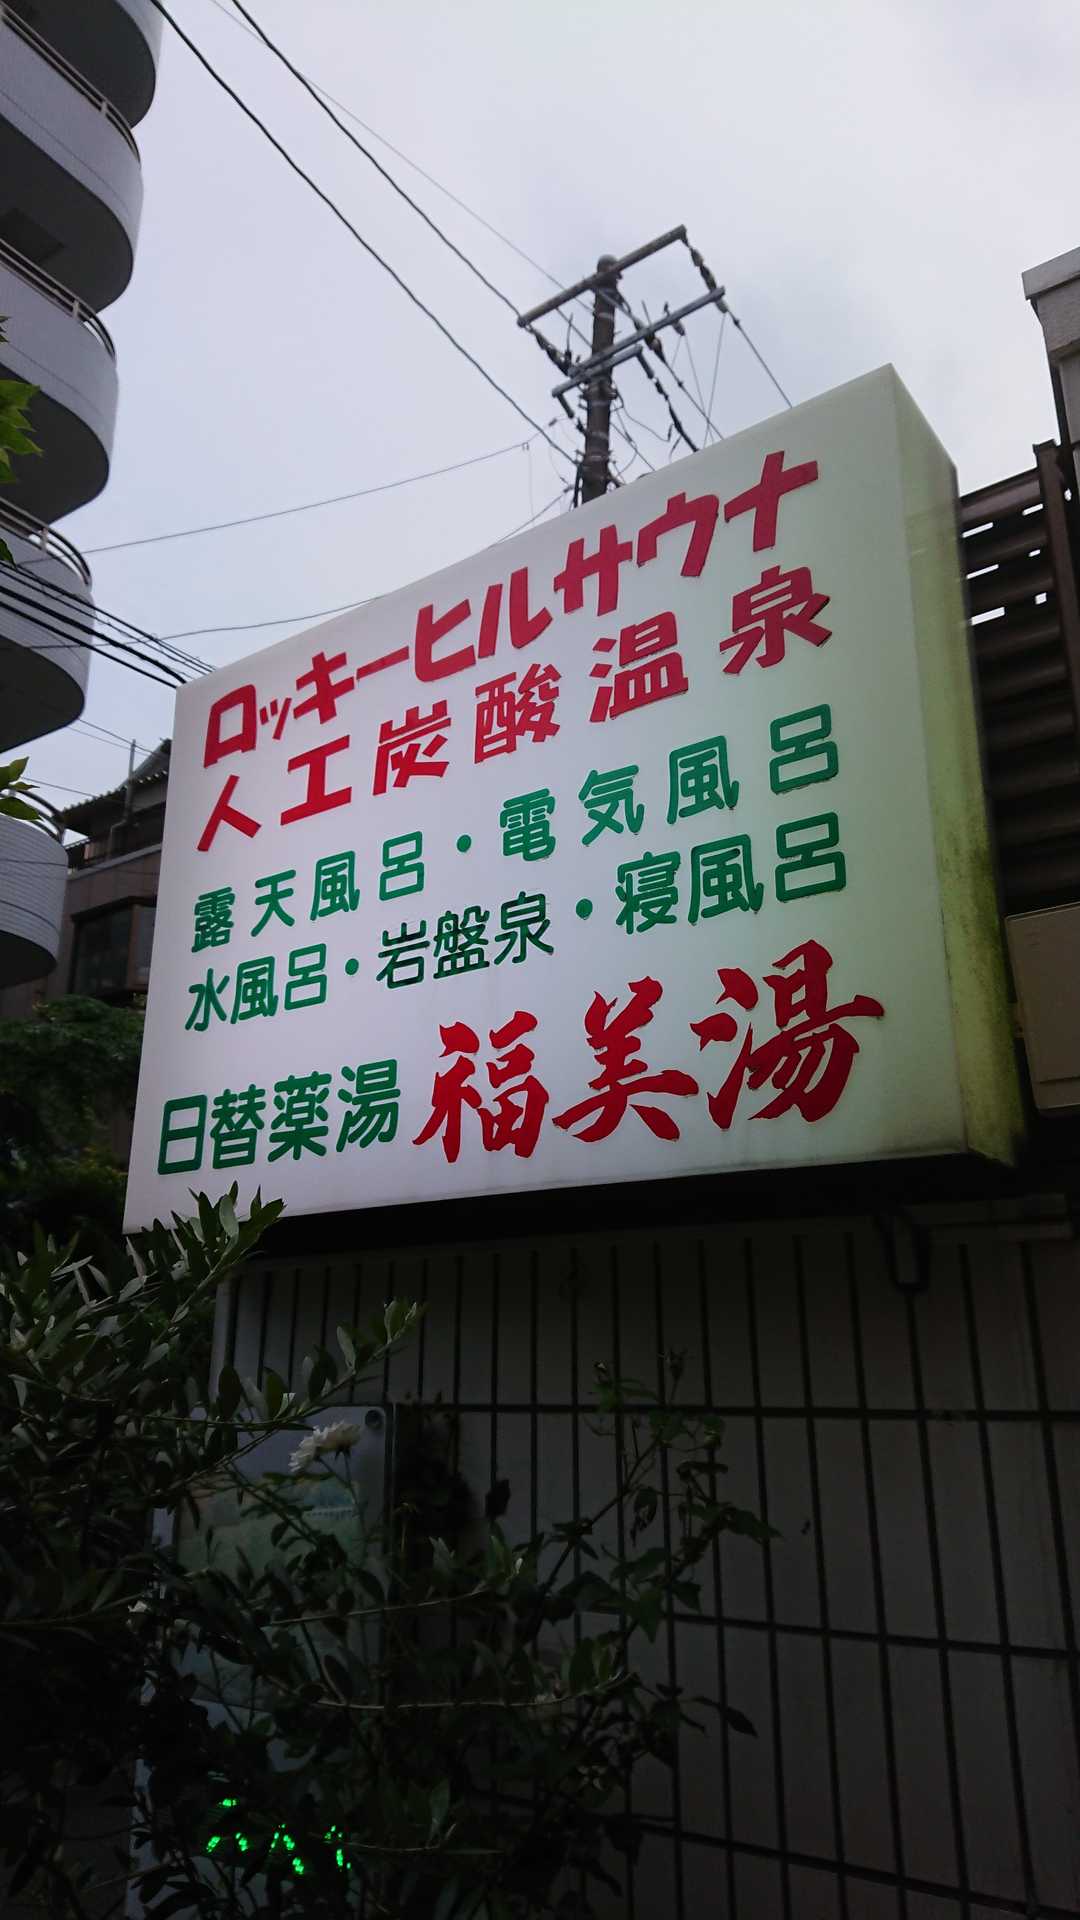 ロッキーヒルサウナ
人工炭酸温泉
露天風呂・電気風呂
水風呂・岩盤泉・寝風呂
日替薬湯 福美湯